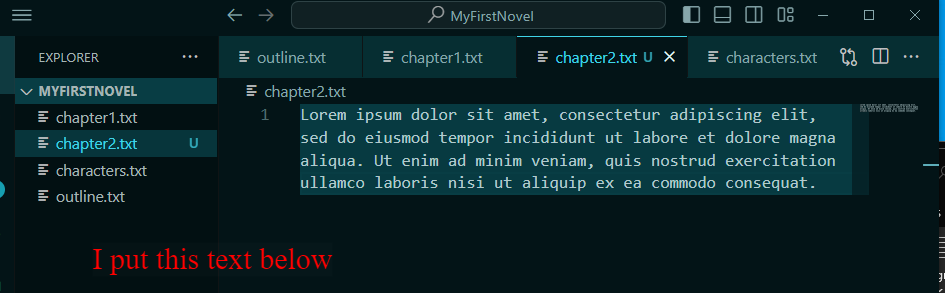 MyFirstNovel
EXPLORER
outline.txt
chapter1.txt
chapter2.txt U
characters.txt
MYFIRSTNOVEL
chapter1.txt
chapter2.txt U
characters.txt
outline.txt
chapter2.txt
1
Lorem ipsum dolor sit amet, consectetur adipiscing elit,
sed do eiusmod tempor incididunt ut labore et dolore magna
aliqua. Ut enim ad minim veniam, quis nostrud exercitation
ullamco laboris nisi ut aliquip ex ea commodo consequat.
I put this text below